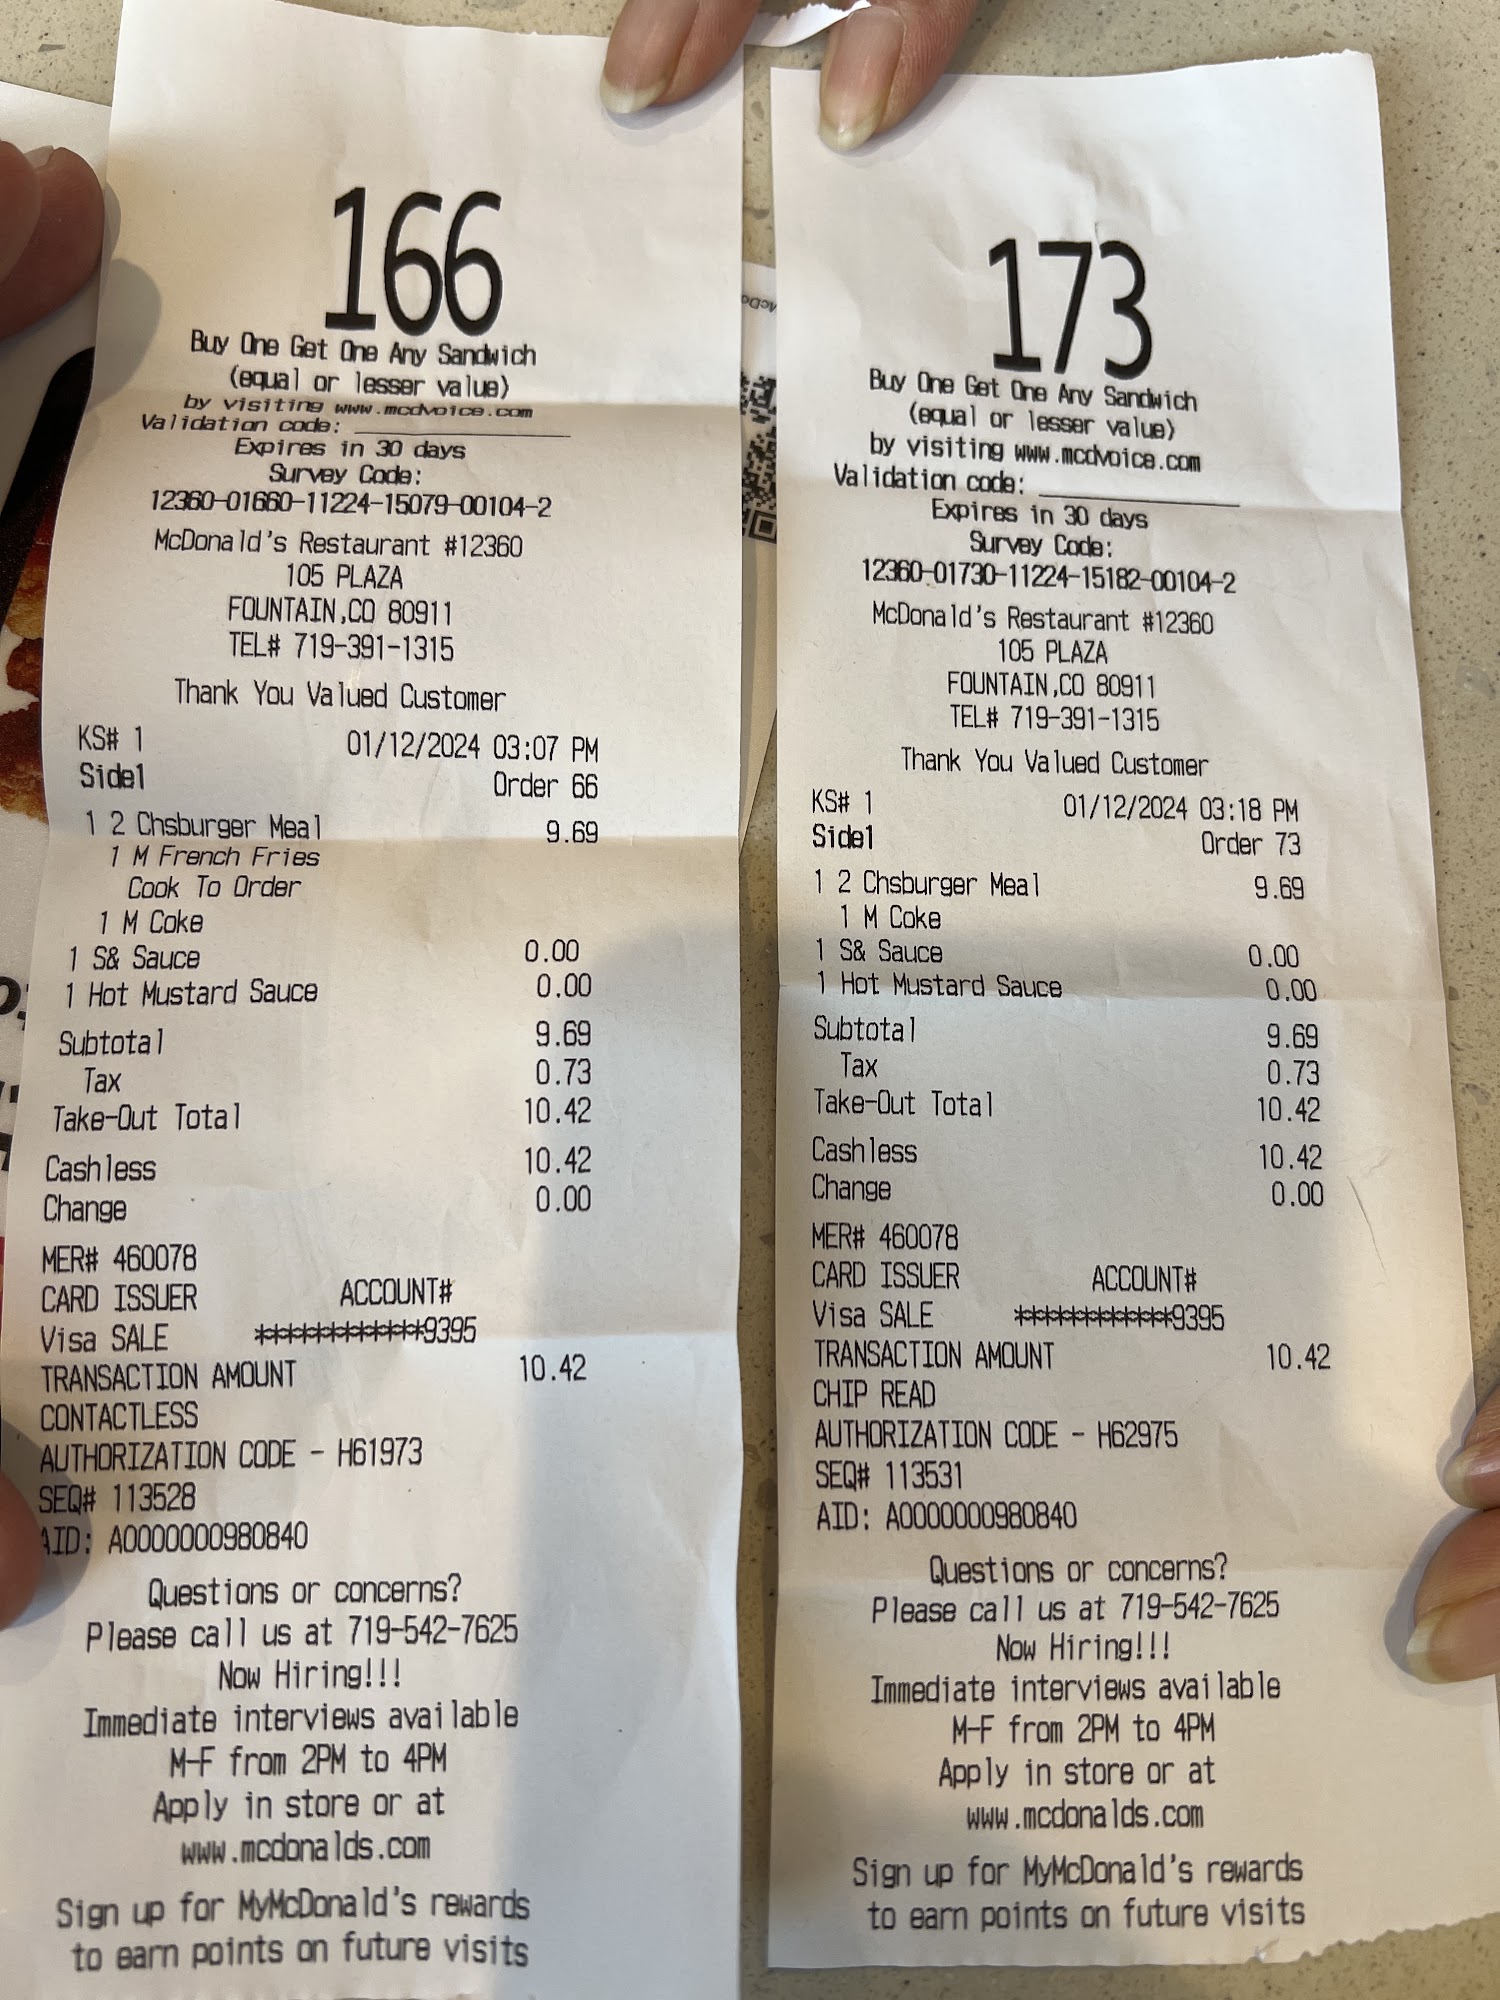 166
Buy One Get One Any Sandwich
(equal or lesser value)
by visiting www.mcdvoice.com
Validation code: _______________
Expires in 30 days
Survey Code:
12360-01660-11224-15079-00104-2
McDonald's Restaurant #12360
105 PLAZA
FOUNTAIN,CO 80911
TEL# 719-391-1315
Thank You Valued Customer
KS# 1 01/12/2024 03:07 PM
Side1 Order 66
1 2 Chsburger Meal 9.69
1 M French Fries
Cook To Order
1 M Coke
1 S& Sauce 0.00
1 Hot Mustard Sauce 0.00
Subtotal 9.69
Tax 0.73
Take-Out Total 10.42
Cashless 10.42
Change 0.00
MER# 460078
CARD ISSUER ACCOUNT#
Visa SALE ************9395
TRANSACTION AMOUNT 10.42
CONTACTLESS
AUTHORIZATION CODE - H61973
SEQ# 113528
AID: A0000000980840
Questions or concerns?
Please call us at 719-542-7625
Now Hiring!!!
Immediate interviews available
M-F from 2PM to 4PM
Apply in store or at
www.mcdonalds.com
Sign up for MyMcDonald's rewards
to earn points on future visits
173
Buy One Get One Any Sandwich
(equal or lesser value)
by visiting www.mcdvoice.com
Validation code: _______________
Expires in 30 days
Survey Code:
12360-01730-11224-15182-00104-2
McDonald's Restaurant #12360
105 PLAZA
FOUNTAIN,CO 80911
TEL# 719-391-1315
Thank You Valued Customer
KS# 1 01/12/2024 03:18 PM
Side1 Order 73
1 2 Chsburger Meal 9.69
1 M Coke
1 S& Sauce 0.00
1 Hot Mustard Sauce 0.00
Subtotal 9.69
Tax 0.73
Take-Out Total 10.42
Cashless 10.42
Change 0.00
MER# 460078
CARD ISSUER ACCOUNT#
Visa SALE ************9395
TRANSACTION AMOUNT 10.42
CHIP READ
AUTHORIZATION CODE - H62975
SEQ# 113531
AID: A0000000980840
Questions or concerns?
Please call us at 719-542-7625
Now Hiring!!!
Immediate interviews available
M-F from 2PM to 4PM
Apply in store or at
www.mcdonalds.com
Sign up for MyMcDonald's rewards
to earn points on future visits